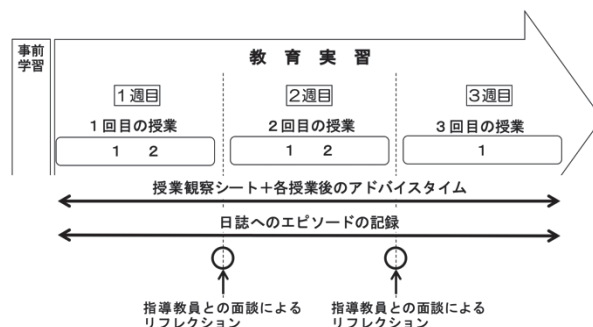 事前
学習
教 育 実 習
1週目
2週目
3週目
1回目の授業
2回目の授業
3回目の授業
1 2
1 2
1
授業観察シート+各授業後のアドバイスタイム
日誌へのエピソードの記録
指導教員との面談による
リフレクション
指導教員との面談による
リフレクション